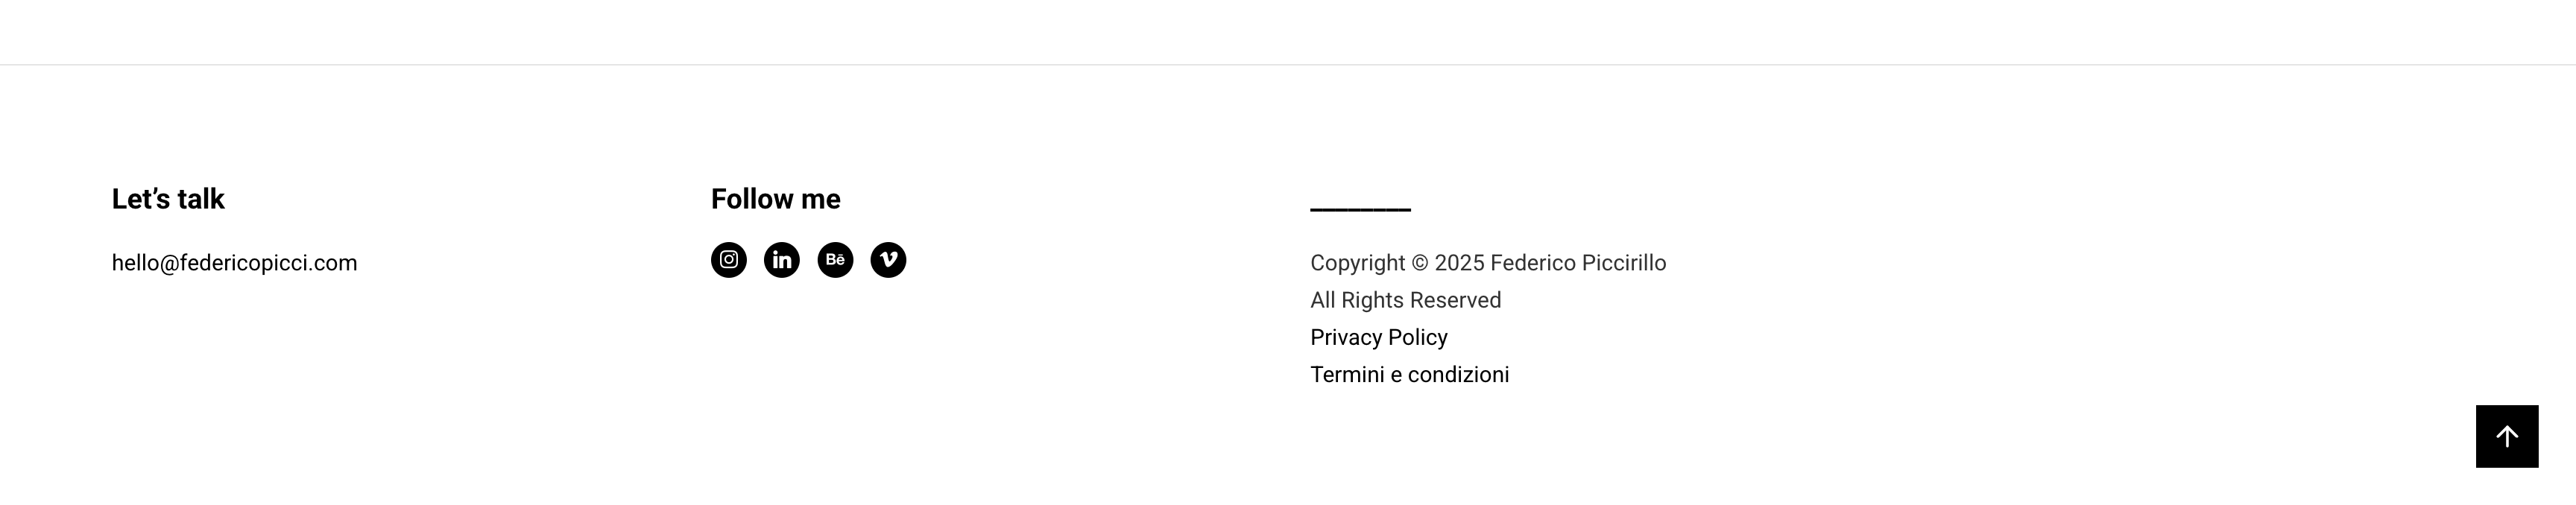 Let’s talk
hello@federicopicci.com
Follow me
in
Bē
________
Copyright © 2025 Federico Piccirillo
All Rights Reserved
Privacy Policy
Termini e condizioni